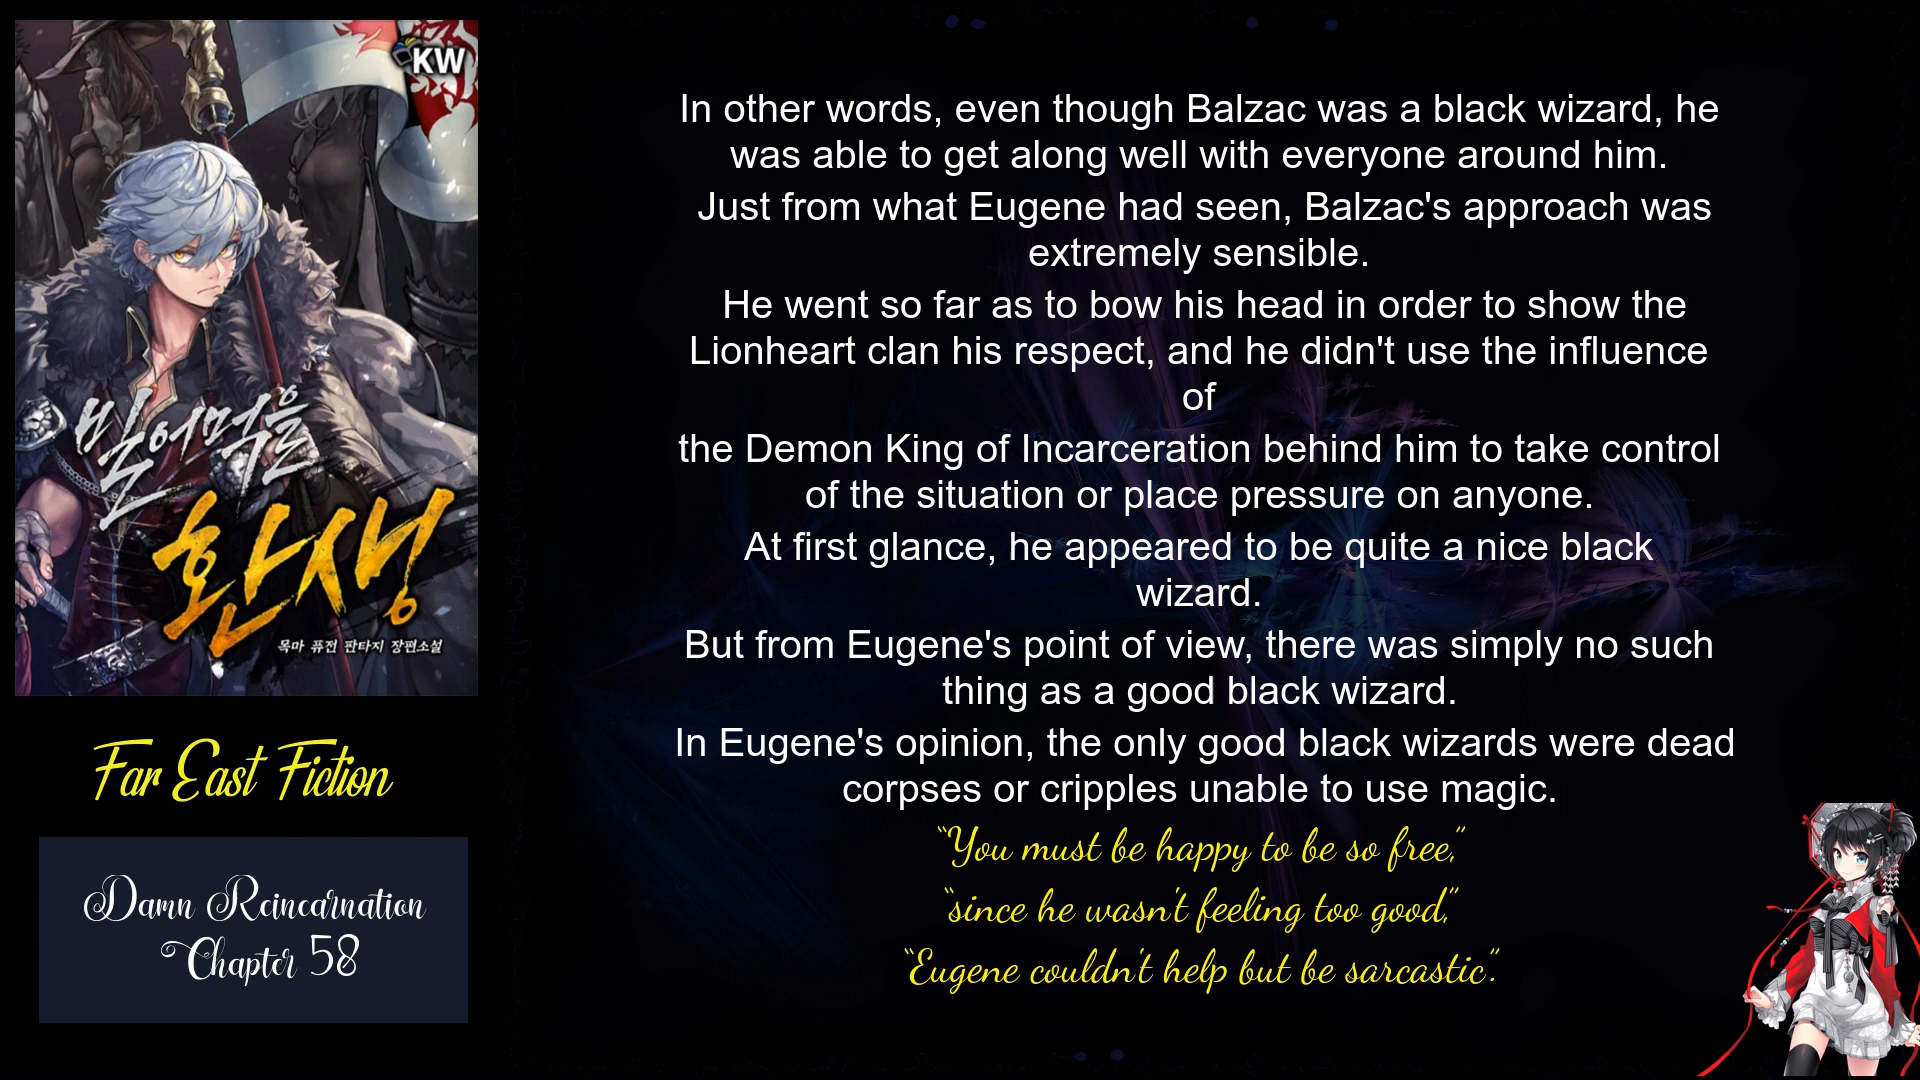 KW
빌어먹을
환생
목마 퓨전 판타지 장편소설
Far East Fiction
Damn Reincarnation
Chapter 58
In other words, even though Balzac was a black wizard, he
was able to get along well with everyone around him.
Just from what Eugene had seen, Balzac's approach was
extremely sensible.
He went so far as to bow his head in order to show the
Lionheart clan his respect, and he didn't use the influence
of
the Demon King of Incarceration behind him to take control
of the situation or place pressure on anyone.
At first glance, he appeared to be quite a nice black
wizard.
But from Eugene's point of view, there was simply no such
thing as a good black wizard.
In Eugene's opinion, the only good black wizards were dead
corpses or cripples unable to use magic.
“You must be happy to be so free,”
“since he wasn't feeling too good,”
“Eugene couldn't help but be sarcastic”.